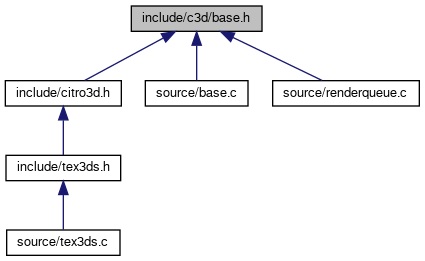 include/c3d/base.h
include/citro3d.h
source/base.c
source/renderqueue.c
include/tex3ds.h
source/tex3ds.c